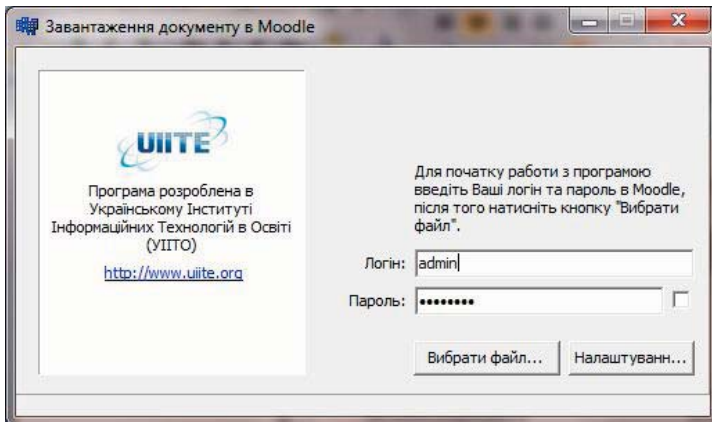 Завантаження документу в Moodle
UIITE
Програма розроблена в
Українському Інституті
Інформаційних Технологій в Освіті
(УІІТО)
http://www.uiite.org
Для початку работи з програмою
введіть Ваші логін та пароль в Moodle,
після того натисніть кнопку "Вибрати
файл".
Логін: admin
Пароль: ••••••••
Вибрати файл... Налаштуванн...